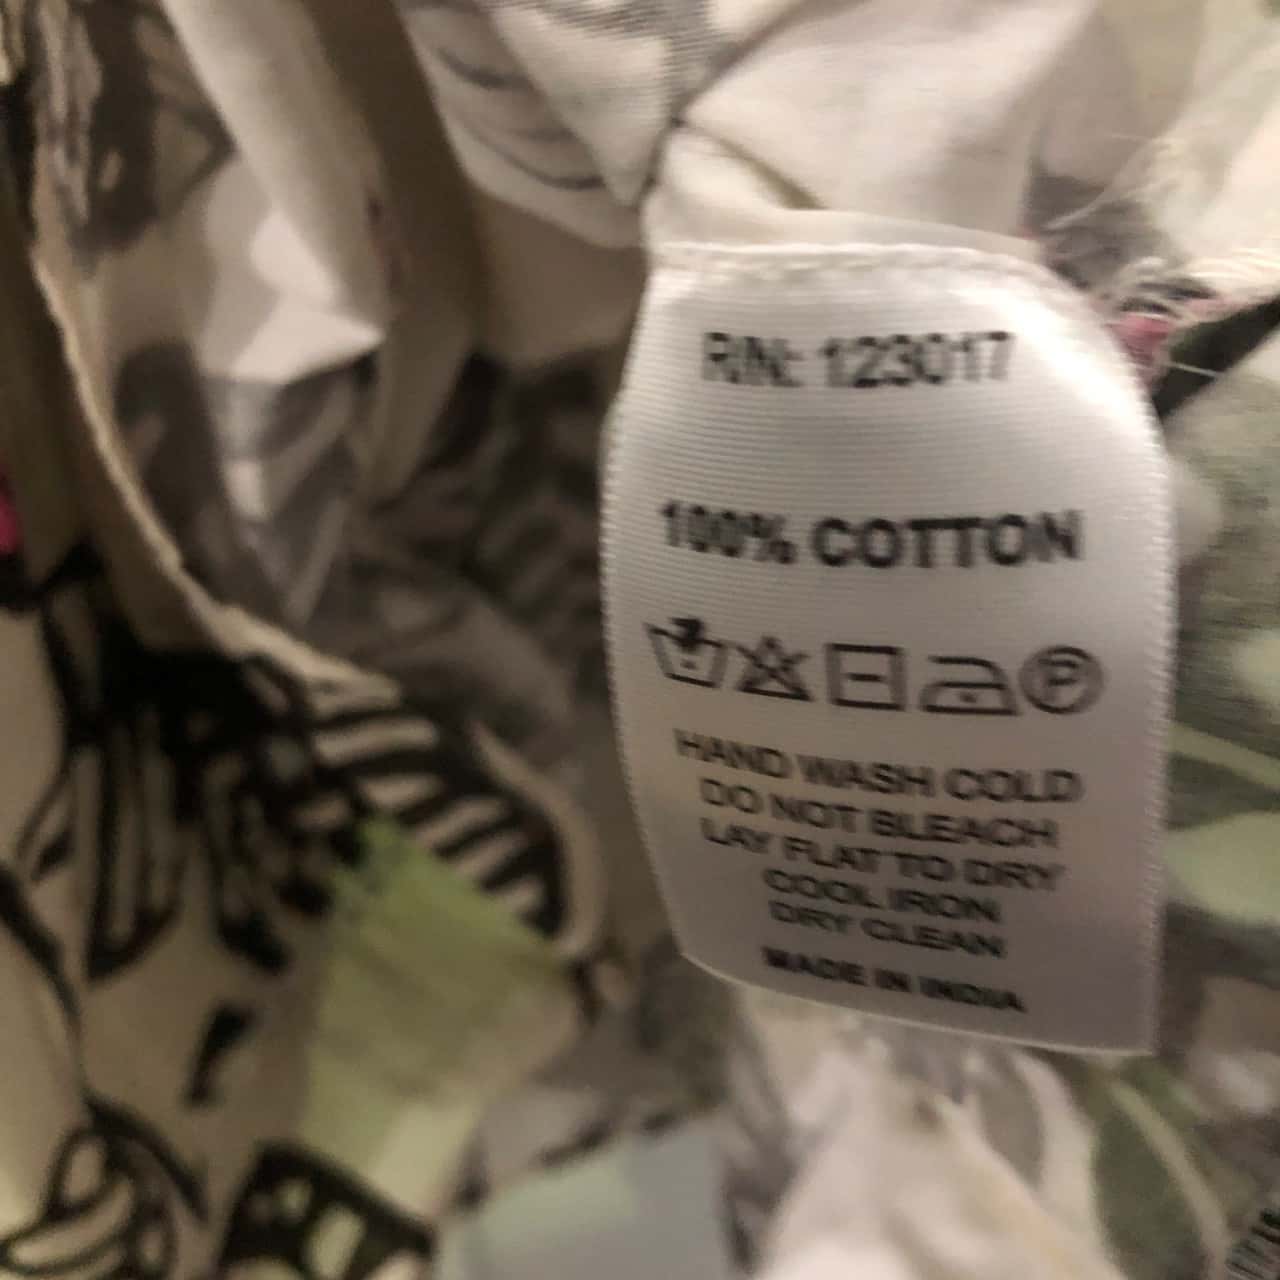 RN: 123017
100% COTTON
P
HAND WASH COLD
DO NOT BLEACH
LAY FLAT TO DRY
COOL IRON
DRY CLEAN
MADE IN INDIA